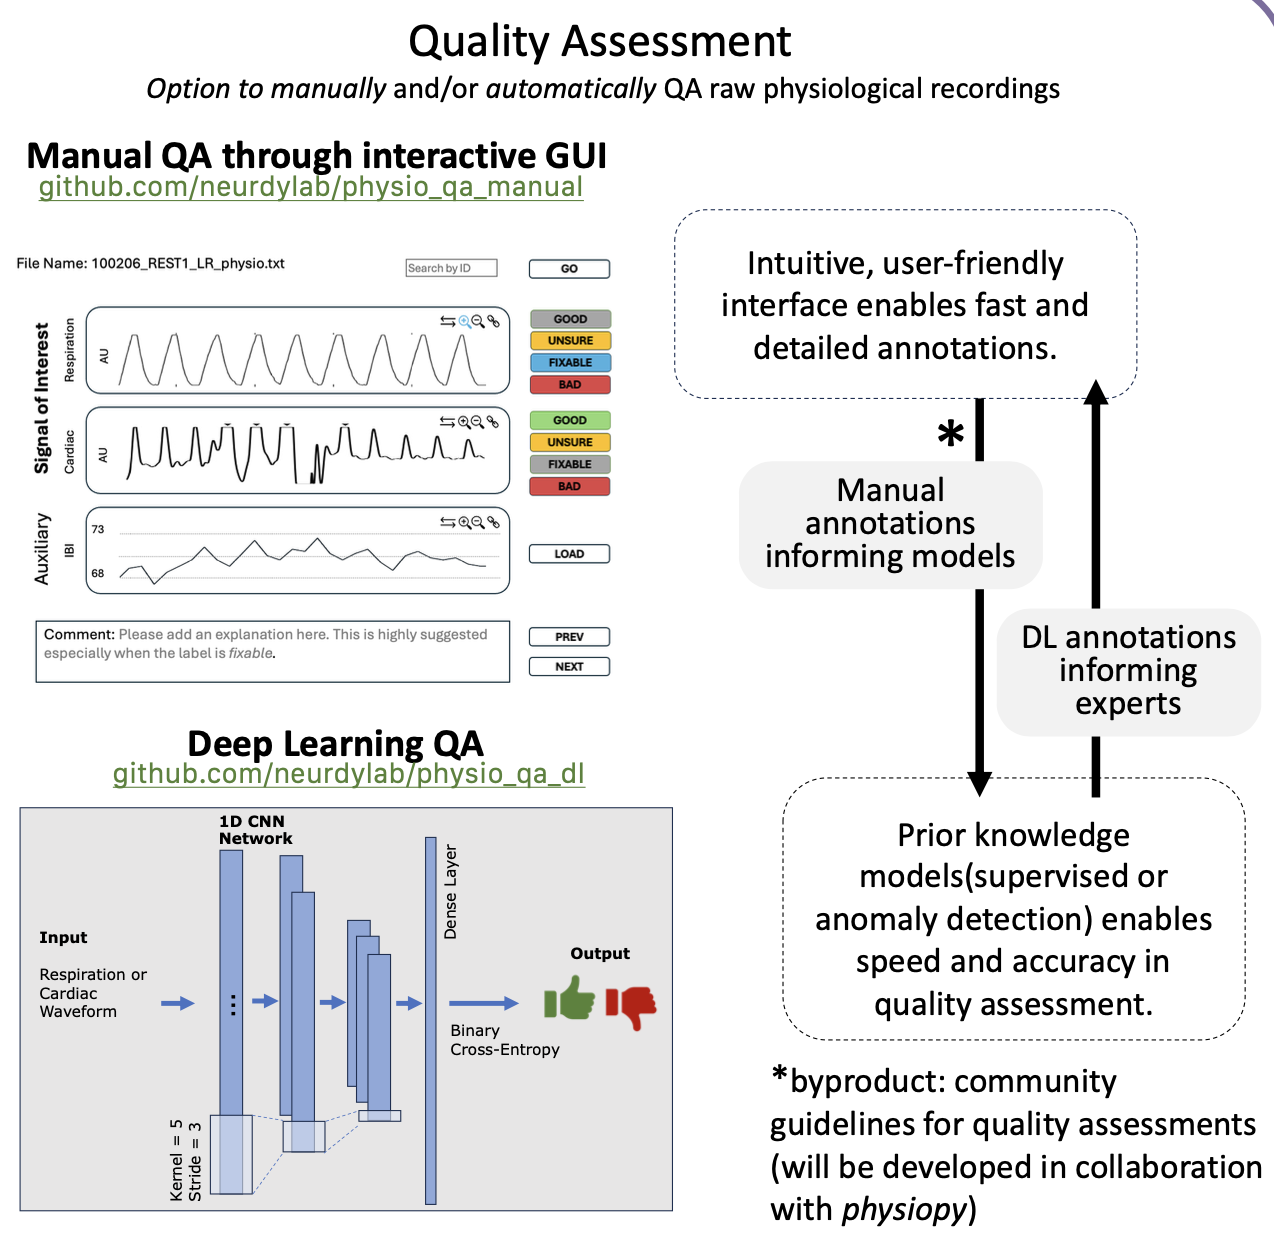 Quality Assessment
Option to manually and/or automatically QA raw physiological recordings
Manual QA through interactive GUI
github.com/neurdylab/physio_qa_manual
File Name: 100206_REST1_LR_physio.txt
Search by ID
GO
Signal of Interest
Respiration
AU
GOOD
UNSURE
FIXABLE
BAD
Cardiac
AU
GOOD
UNSURE
FIXABLE
BAD
Auxiliary
IBI
73
68
LOAD
Comment: Please add an explanation here. This is highly suggested
especially when the label is fixable.
PREV
NEXT
Deep Learning QA
github.com/neurdylab/physio_qa_dl
1D CNN
Network
Input
Respiration or
Cardiac
Waveform
...
Kernel = 5
Stride = 3
Dense Layer
Binary
Cross-Entropy
Output
Intuitive, user-friendly
interface enables fast and
detailed annotations.
*
Manual
annotations
informing models
DL annotations
informing
experts
Prior knowledge
models(supervised or
anomaly detection) enables
speed and accuracy in
quality assessment.
*byproduct: community
guidelines for quality assessments
(will be developed in collaboration
with physiopy)